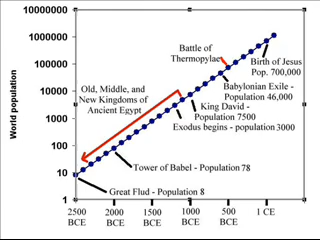 World population
10000000
1000000
100000
10000
1000
100
10
1
Battle of
Thermopylae
Birth of Jesus
Pop. 700,000
Old, Middle, and
New Kingdoms of
Ancient Egypt
Babylonian Exile -
Population 46,000
King David -
Population 7500
Exodus begins - population 3000
Tower of Babel - Population 78
Great Flud - Population 8
2500 2000 1500 1000 500 1 CE
BCE BCE BCE BCE BCE